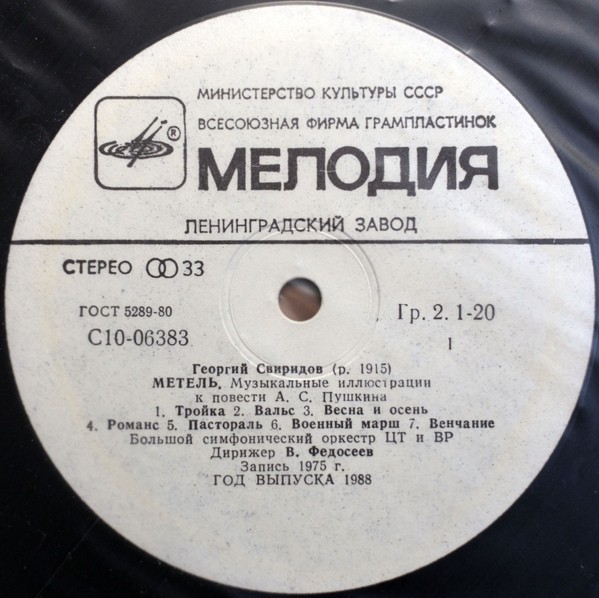 МИНИСТЕРСТВО КУЛЬТУРЫ СССР
ВСЕСОЮЗНАЯ ФИРМА ГРАМПЛАСТИНОК
®
МЕЛОДИЯ
ЛЕНИНГРАДСКИЙ ЗАВОД
СТЕРЕО 33
ГОСТ 5289-80
Гр. 2. 1-20
С10-06383
1
Георгий Свиридов (р. 1915)
МЕТЕЛЬ, Музыкальные иллюстрации
к повести А. С. Пушкина
1. Тройка 2. Вальс 3. Весна и осень
4. Романс 5. Пастораль 6. Военный марш 7. Венчание
Большой симфонический оркестр ЦТ и ВР
Дирижер В. Федосеев
Запись 1975 г.
ГОД ВЫПУСКА 1988